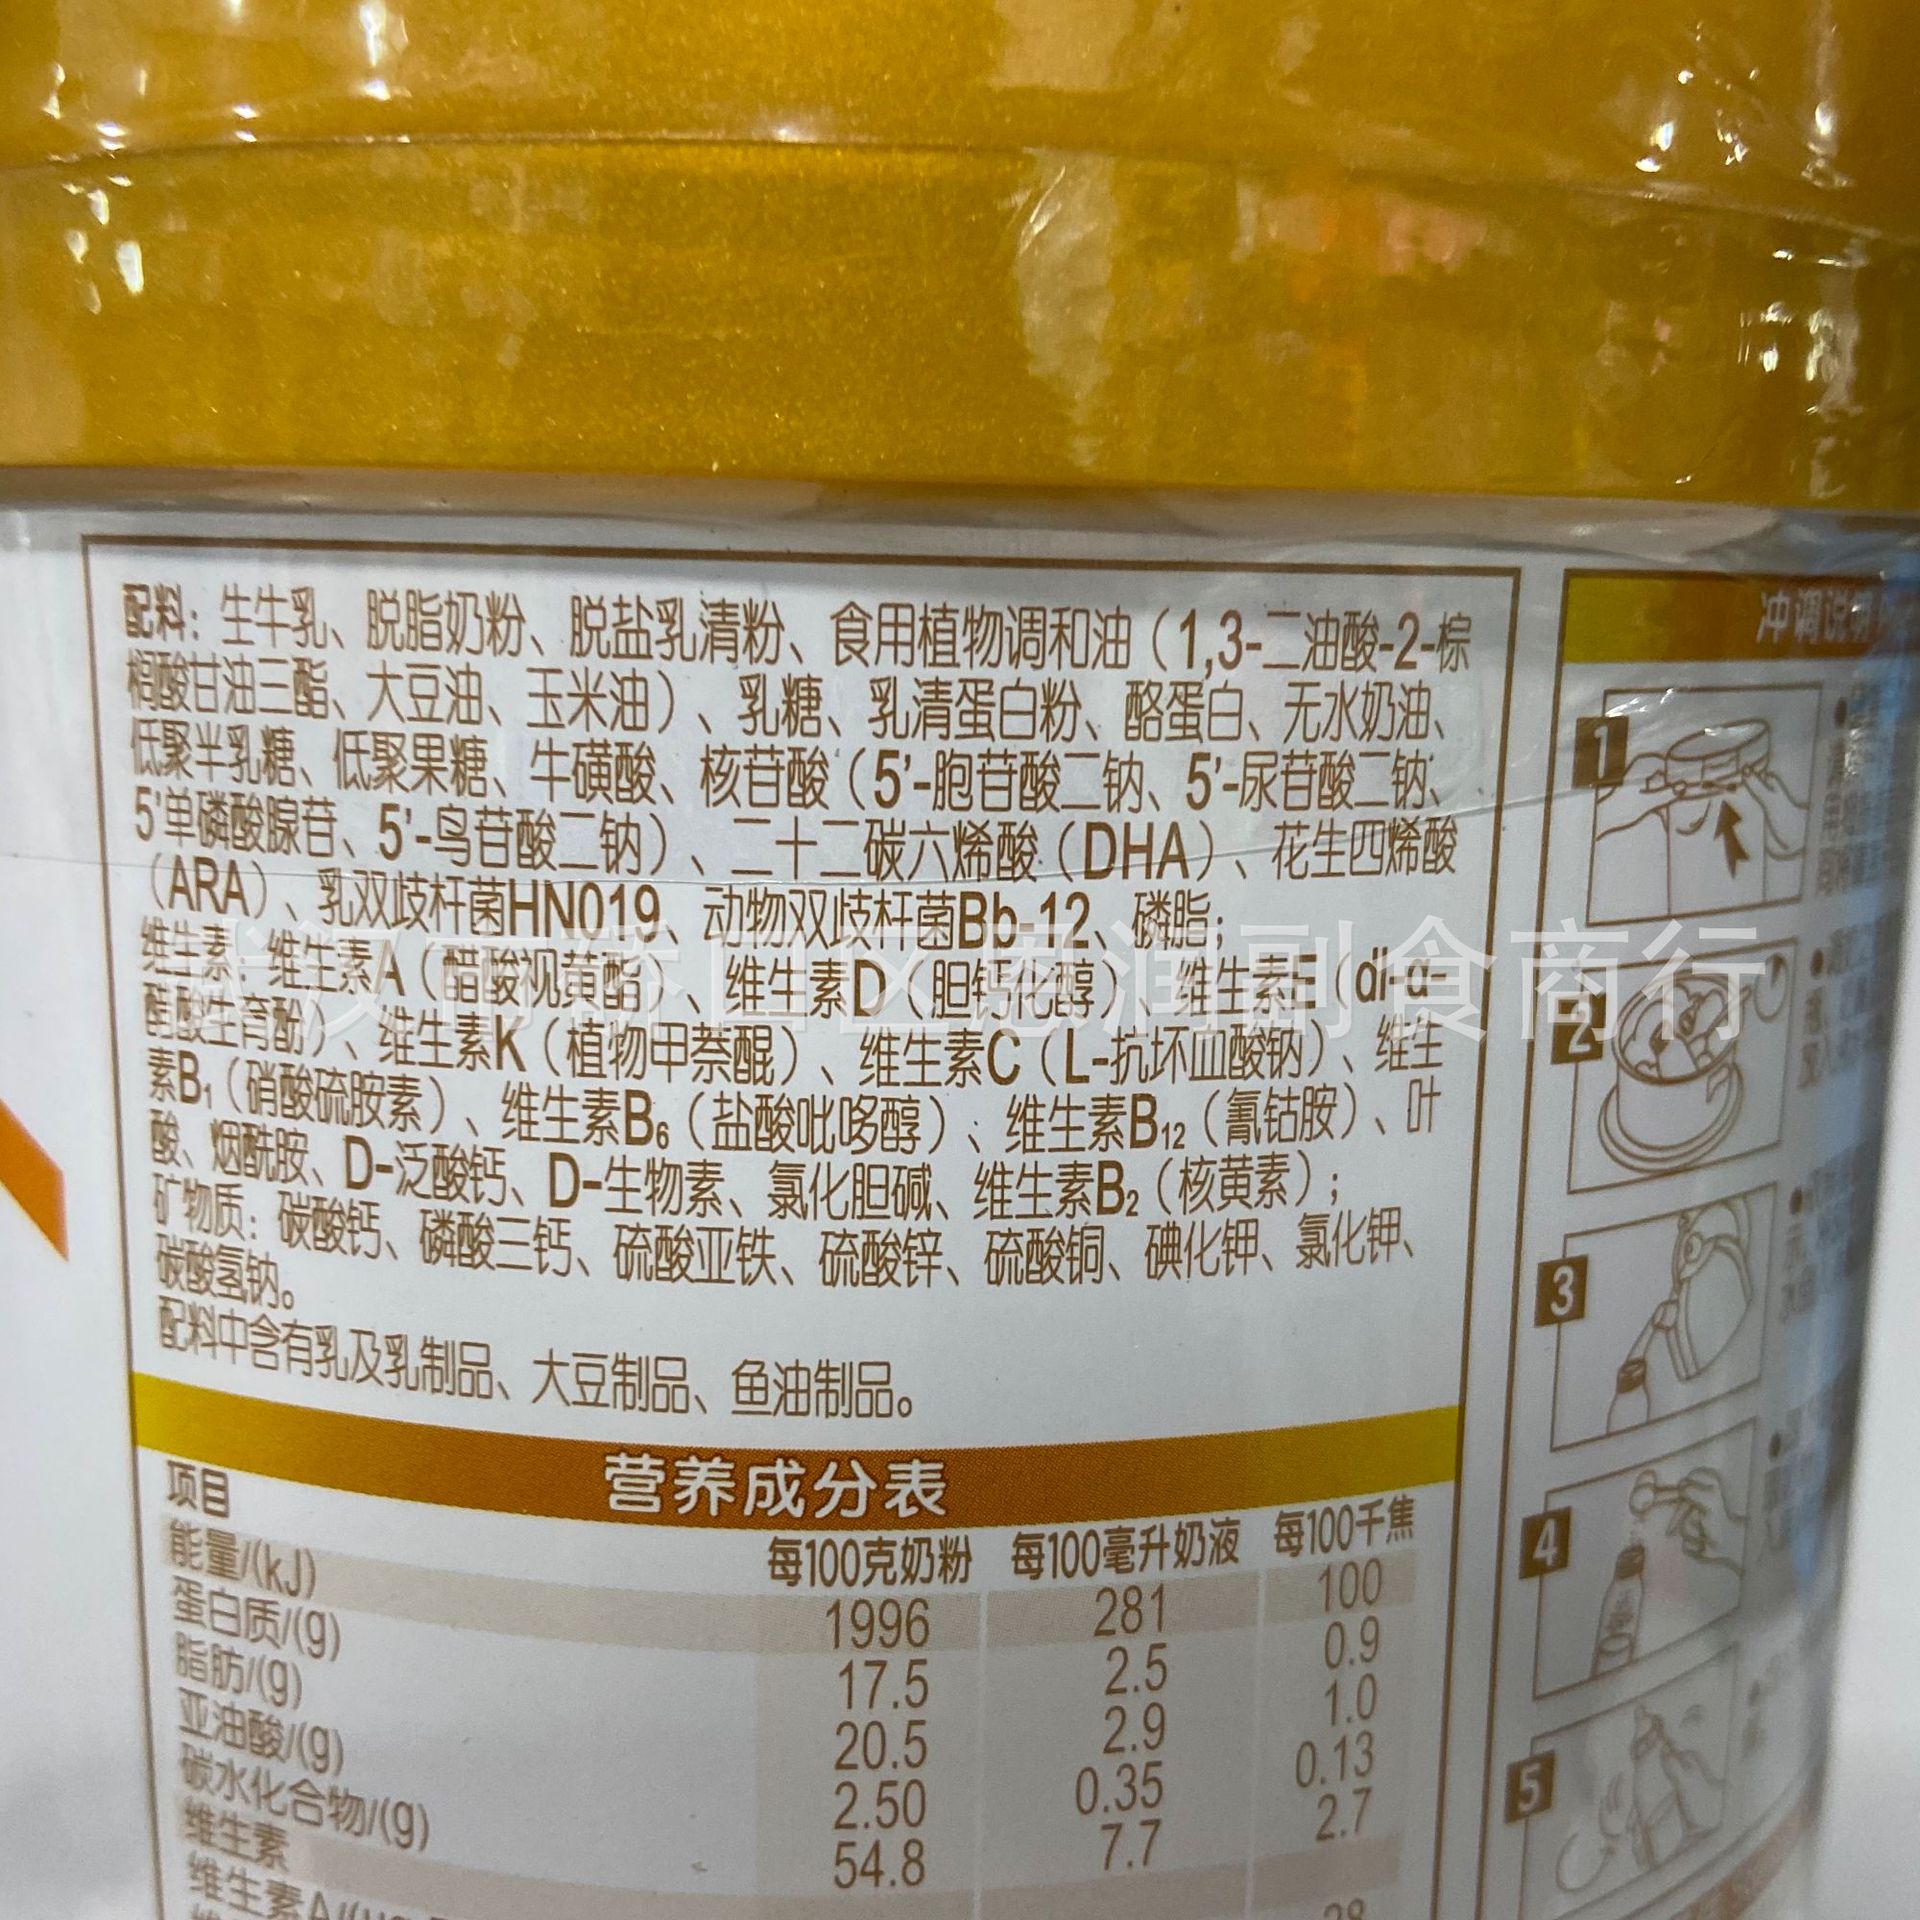 配料：生牛乳、脱脂奶粉、脱盐乳清粉、食用植物调和油（1,3-二油酸-2-棕
榈酸甘油三酯、大豆油、玉米油）、乳糖、乳清蛋白粉、酪蛋白、无水奶油、
低聚半乳糖、低聚果糖、牛磺酸、核苷酸（5’-胞苷酸二钠、5’-尿苷酸二钠、
5’单磷酸腺苷、5’-鸟苷酸二钠）、二十二碳六烯酸（DHA）、花生四烯酸
（ARA）、乳双歧杆菌HN019、动物双歧杆菌Bb-12、磷脂；
维生素：维生素A（醋酸视黄酯）、维生素D（胆钙化醇）、维生素E（dl-α-
醋酸生育酚）、维生素K（植物甲萘醌）、维生素C（L-抗坏血酸钠）、维生
素B₁（硝酸硫胺素）、维生素B₆（盐酸吡哆醇）、维生素B₁₂（氰钴胺）、叶
酸、烟酰胺、D-泛酸钙、D-生物素、氯化胆碱、维生素B₂（核黄素）；
矿物质：碳酸钙、磷酸三钙、硫酸亚铁、硫酸锌、硫酸铜、碘化钾、氯化钾、
碳酸氢钠。
配料中含有乳及乳制品、大豆制品、鱼油制品。
营养成分表
项目 每100克奶粉 每100毫升奶液 每100千焦
能量/(kJ) 1996 281 100
蛋白质/(g) 17.5 2.5 0.9
脂肪/(g) 20.5 2.9 1.0
亚油酸/(g) 2.50 0.35 0.13
碳水化合物/(g) 54.8 7.7 2.7
维生素
维生素A
武汉市硚口区恩润副食商行
冲调说明
1
2
3
4
5